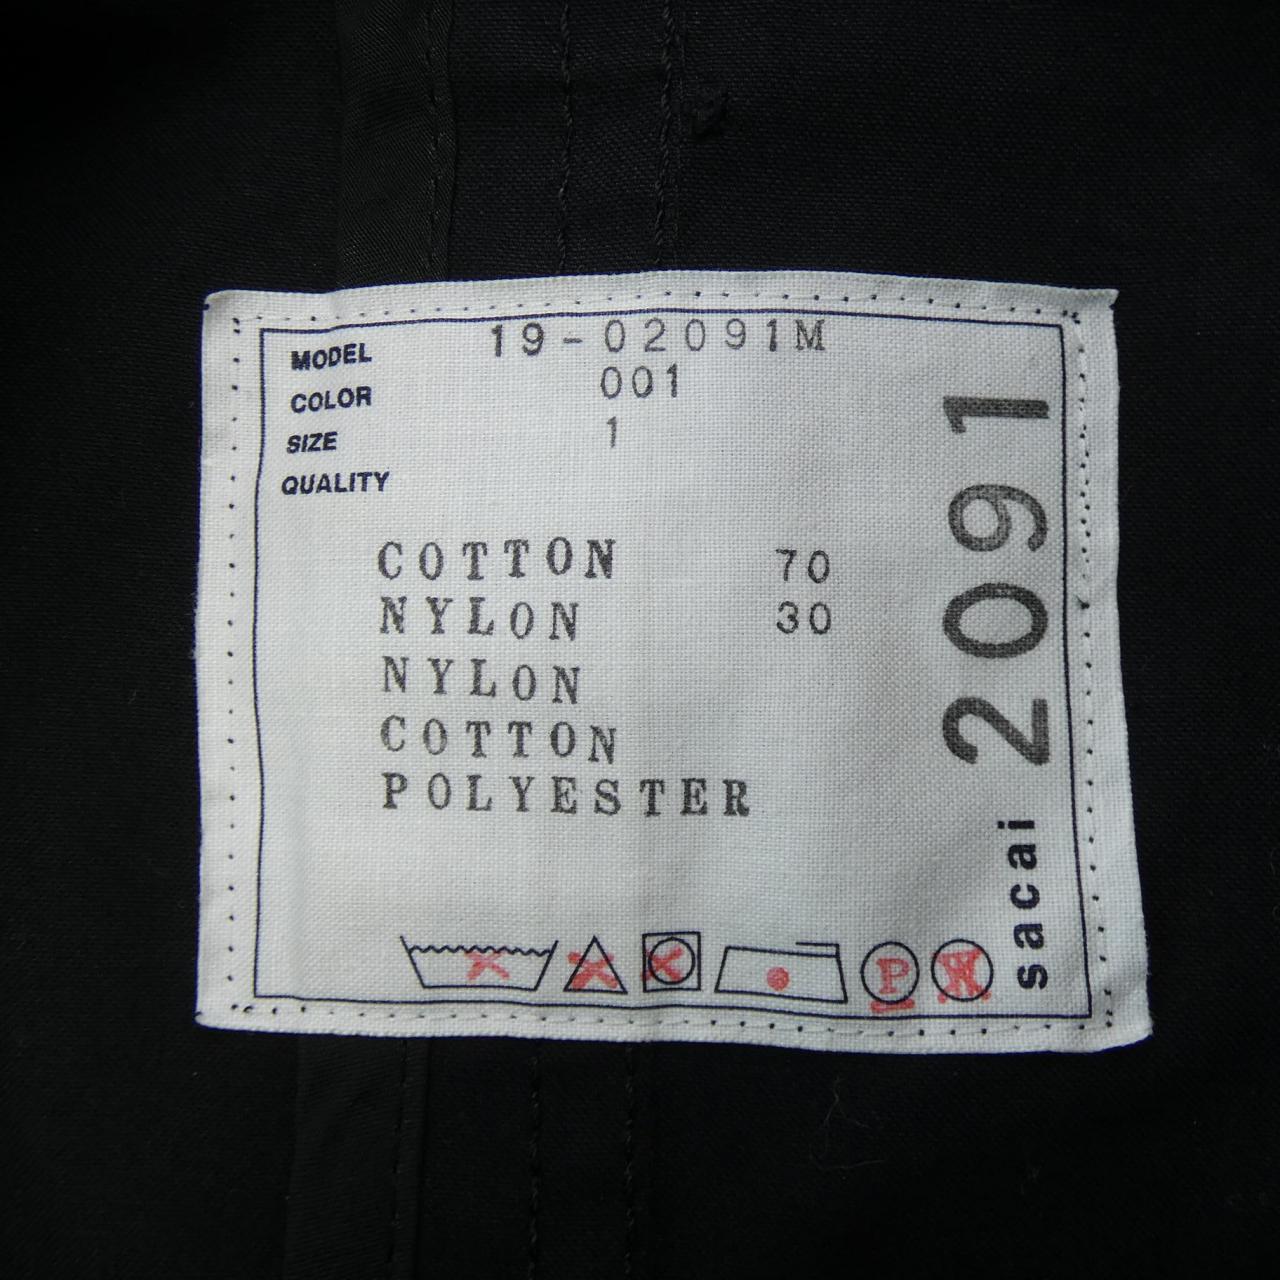 MODEL 19-02091M
COLOR 001
SIZE 1
QUALITY
COTTON 70
NYLON 30
NYLON
COTTON
POLYESTER
P W
sacai 2091